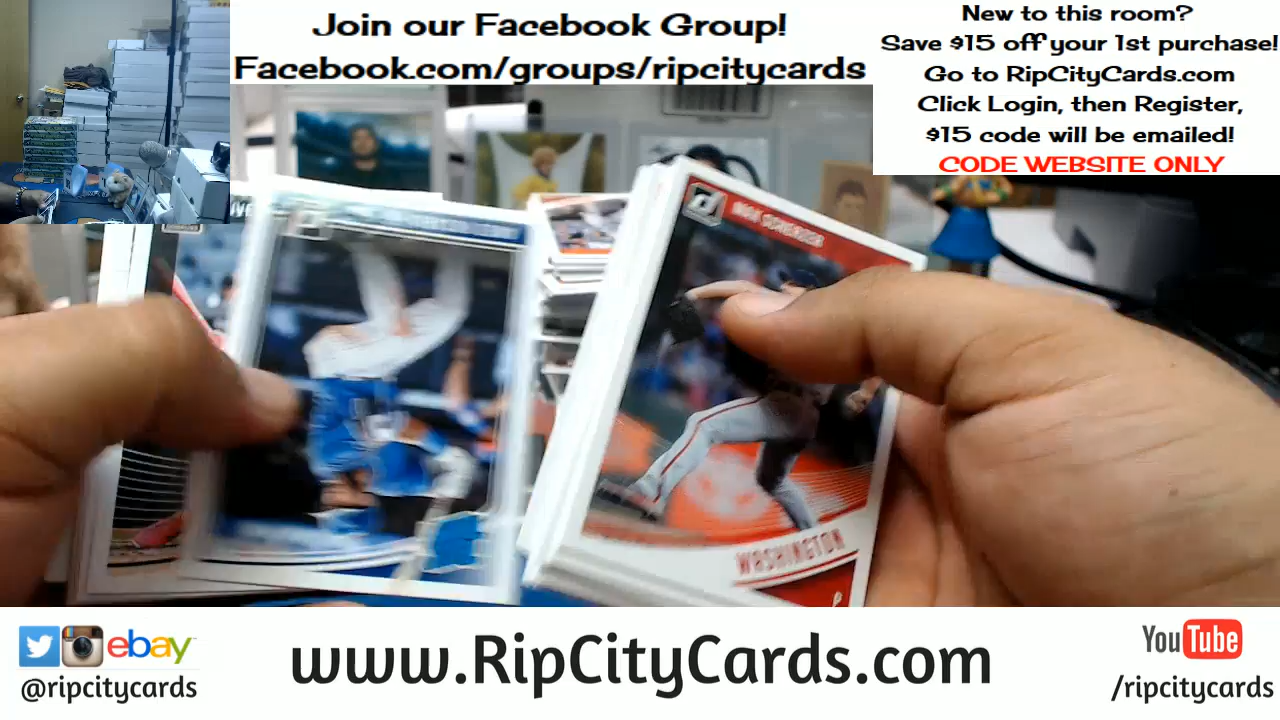 Join our Facebook Group!
Facebook.com/groups/ripcitycards
New to this room?
Save $15 off your 1st purchase!
Go to RipCityCards.com
Click Login, then Register,
$15 code will be emailed!
CODE WEBSITE ONLY
MAX SCHERZER
WASHINGTON
P
ebay
@ripcitycards
www.RipCityCards.com
YouTube
/ripcitycards